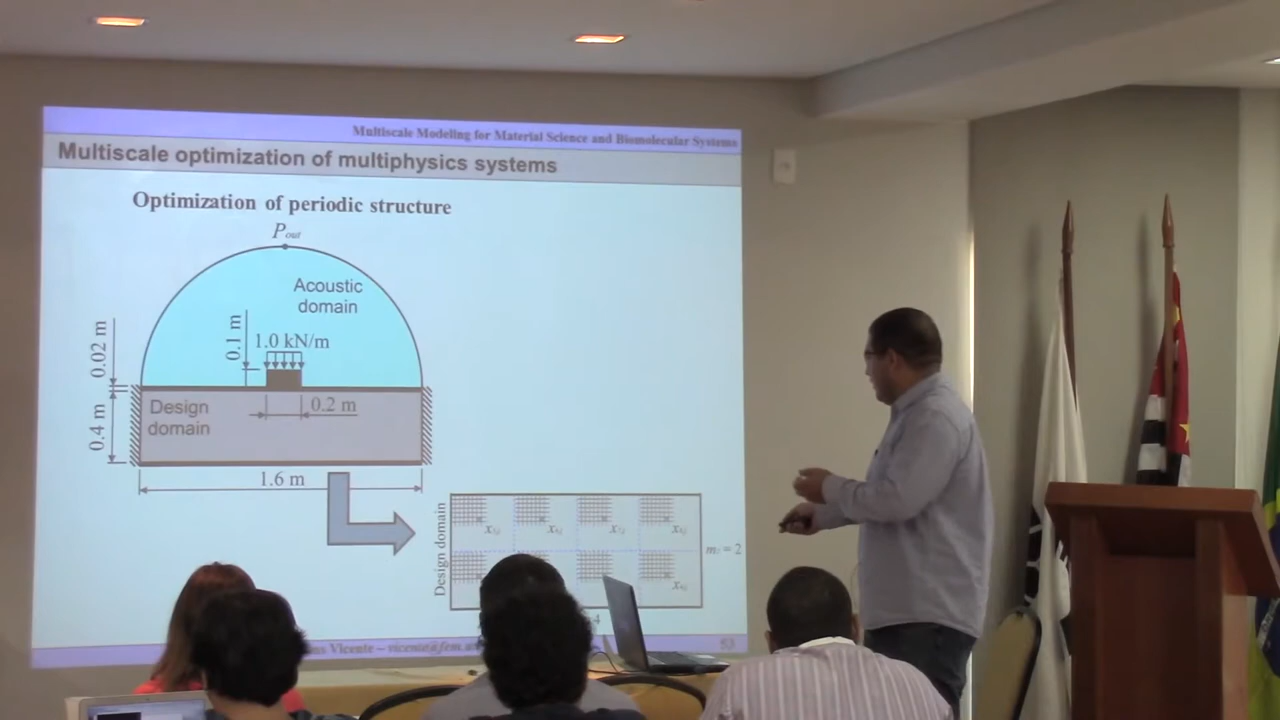 Multiscale Modeling for Material Science and Biomolecular Systems
Multiscale optimization of multiphysics systems
Optimization of periodic structure
Pout
Acoustic
domain
0.02 m
0.1 m
1.0 kN/m
Design
domain
0.2 m
0.4 m
1.6 m
Design domain
= 2
Vicente –
53